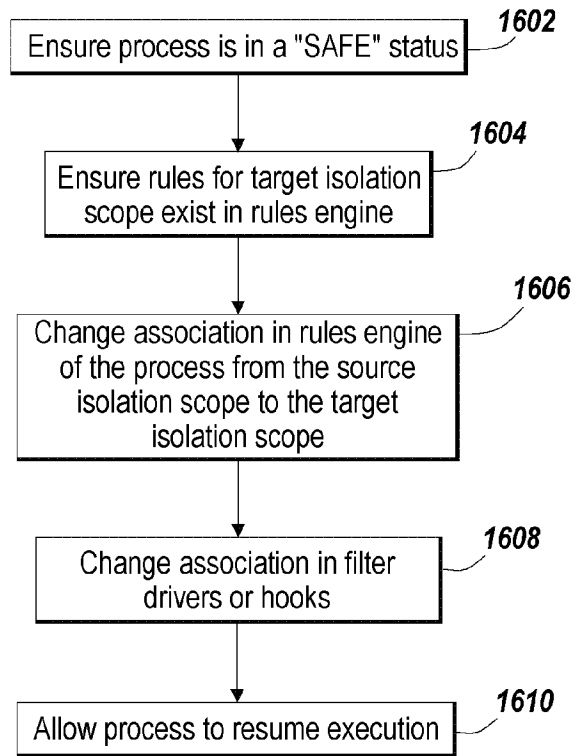 1602
Ensure process is in a "SAFE" status
1604
Ensure rules for target isolation
scope exist in rules engine
1606
Change association in rules engine
of the process from the source
isolation scope to the target
isolation scope
1608
Change association in filter
drivers or hooks
1610
Allow process to resume execution